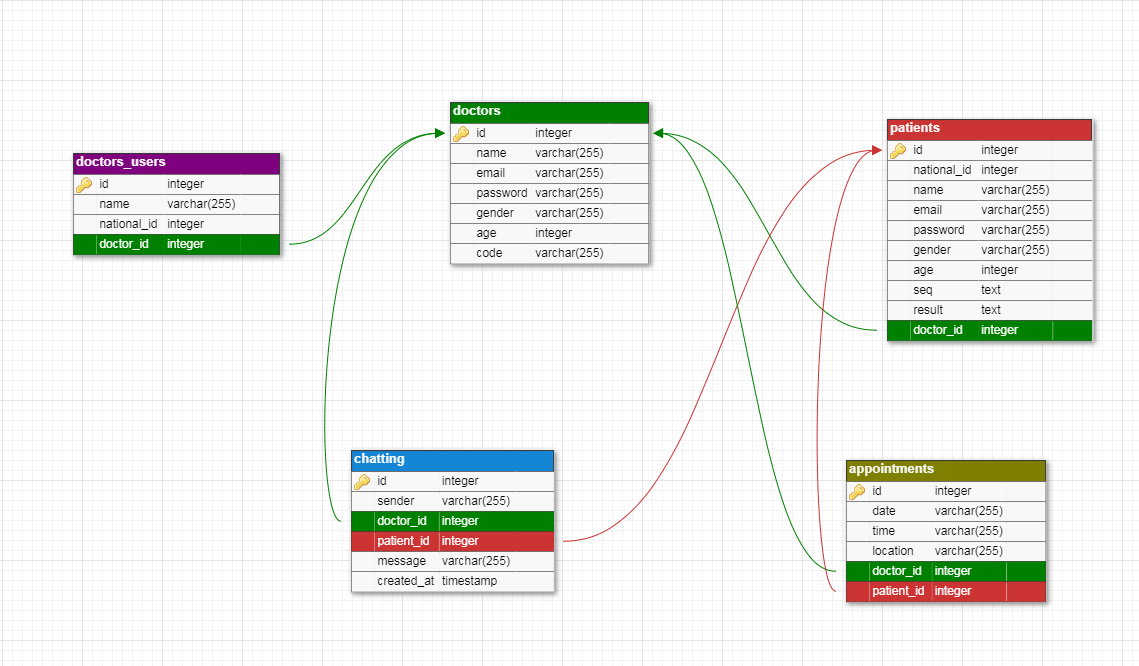 doctors_users
id integer
name varchar(255)
national_id integer
doctor_id integer
doctors
id integer
name varchar(255)
email varchar(255)
password varchar(255)
gender varchar(255)
age integer
code varchar(255)
patients
id integer
national_id integer
name varchar(255)
email varchar(255)
password varchar(255)
gender varchar(255)
age integer
seq text
result text
doctor_id integer
chatting
id integer
sender varchar(255)
doctor_id integer
patient_id integer
message varchar(255)
created_at timestamp
appointments
id integer
date varchar(255)
time varchar(255)
location varchar(255)
doctor_id integer
patient_id integer